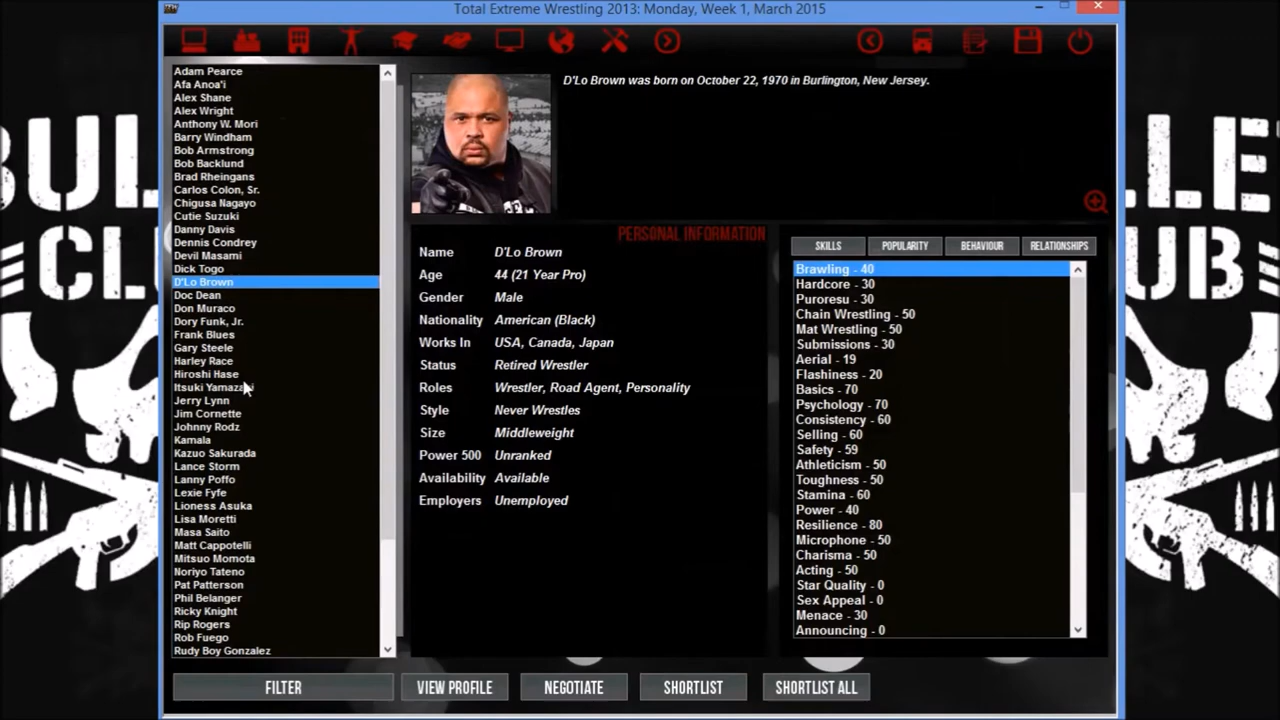 Total Extreme Wrestling 2013: Monday, Week 1, March 2015
Adam Pearce
Afa Anoa'i
Alex Shane
Alex Wright
Anthony W. Mori
Barry Windham
Bob Armstrong
Bob Backlund
Brad Rheingans
Carlos Colon, Sr.
Chigusa Nagayo
Cutie Suzuki
Danny Davis
Dennis Condrey
Devil Masami
Dick Togo
D'Lo Brown
Doc Dean
Don Muraco
Dory Funk, Jr.
Frank Blues
Gary Steele
Harley Race
Hiroshi Hase
Itsuki Yamazaki
Jerry Lynn
Jim Cornette
Johnny Rodz
Kamala
Kazuo Sakurada
Lance Storm
Lanny Poffo
Lexie Fyfe
Lioness Asuka
Lisa Moretti
Masa Saito
Matt Cappotelli
Mitsuo Momota
Noriyo Tateno
Pat Patterson
Phil Belanger
Ricky Knight
Rip Rogers
Rob Fuego
Rudy Boy Gonzalez
D'Lo Brown was born on October 22, 1970 in Burlington, New Jersey.
PERSONAL INFORMATION
Name D'Lo Brown
Age 44 (21 Year Pro)
Gender Male
Nationality American (Black)
Works In USA, Canada, Japan
Status Retired Wrestler
Roles Wrestler, Road Agent, Personality
Style Never Wrestles
Size Middleweight
Power 500 Unranked
Availability Available
Employers Unemployed
SKILLS POPULARITY BEHAVIOUR RELATIONSHIPS
Brawling - 40
Hardcore - 30
Puroresu - 30
Chain Wrestling - 50
Mat Wrestling - 50
Submissions - 30
Aerial - 19
Flashiness - 20
Basics - 70
Psychology - 70
Consistency - 60
Selling - 60
Safety - 59
Athleticism - 50
Toughness - 50
Stamina - 60
Power - 40
Resilience - 80
Microphone - 50
Charisma - 50
Acting - 50
Star Quality - 0
Sex Appeal - 0
Menace - 30
Announcing - 0
FILTER VIEW PROFILE NEGOTIATE SHORTLIST SHORTLIST ALL
BUL
CLU
LE
UB